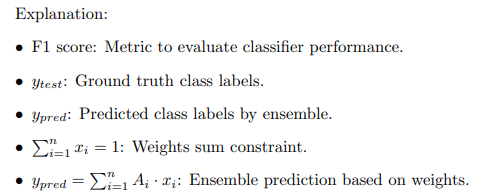 Explanation:
• F1 score: Metric to evaluate classifier performance.
• y_{test}: Ground truth class labels.
• y_{pred}: Predicted class labels by ensemble.
• \sum_{i=1}^{n} x_i = 1: Weights sum constraint.
• y_{pred} = \sum_{i=1}^{n} A_i · x_i: Ensemble prediction based on weights.